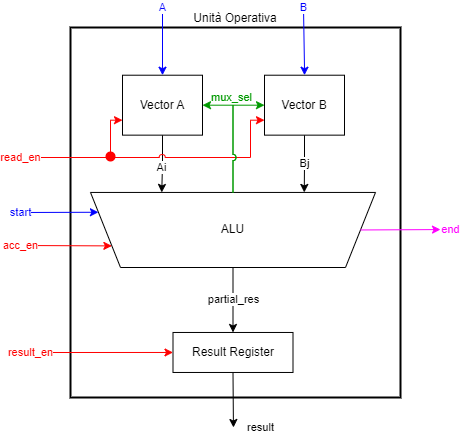 A
B
Unità Operativa
mux_sel
Vector A
Vector B
read_en
Ai
Bj
start
ALU
end
acc_en
partial_res
result_en
Result Register
result